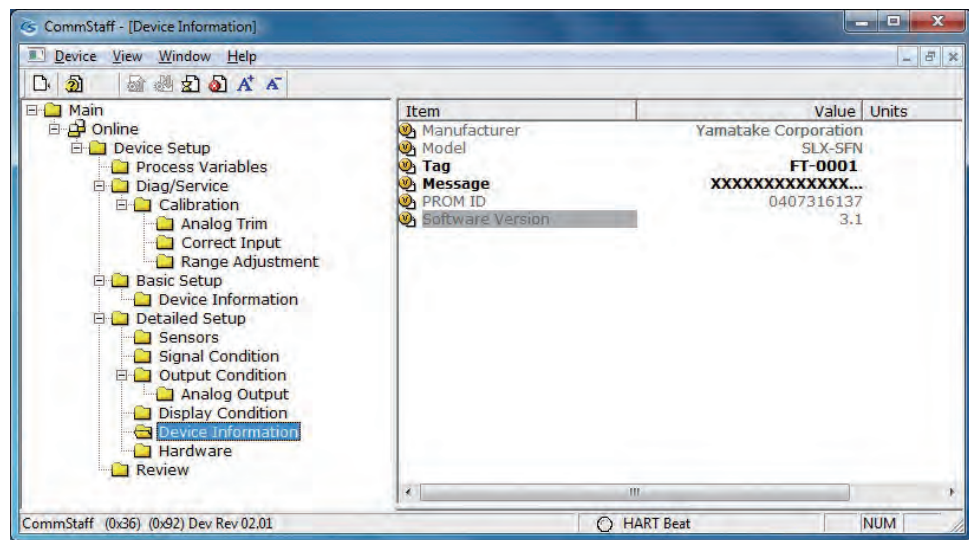 CommStaff - [Device Information]
Device View Window Help
Main
Online
Device Setup
Process Variables
Diag/Service
Calibration
Analog Trim
Correct Input
Range Adjustment
Basic Setup
Device Information
Detailed Setup
Sensors
Signal Condition
Output Condition
Analog Output
Display Condition
Device Information
Hardware
Review
Item Value Units
Manufacturer Yamatake Corporation
Model SLX-SFN
Tag FT-0001
Message XXXXXXXXXXXXX...
PROM ID 0407316137
Software Version 3.1
CommStaff (0x36) (0x92) Dev Rev 02.01 HART Beat NUM